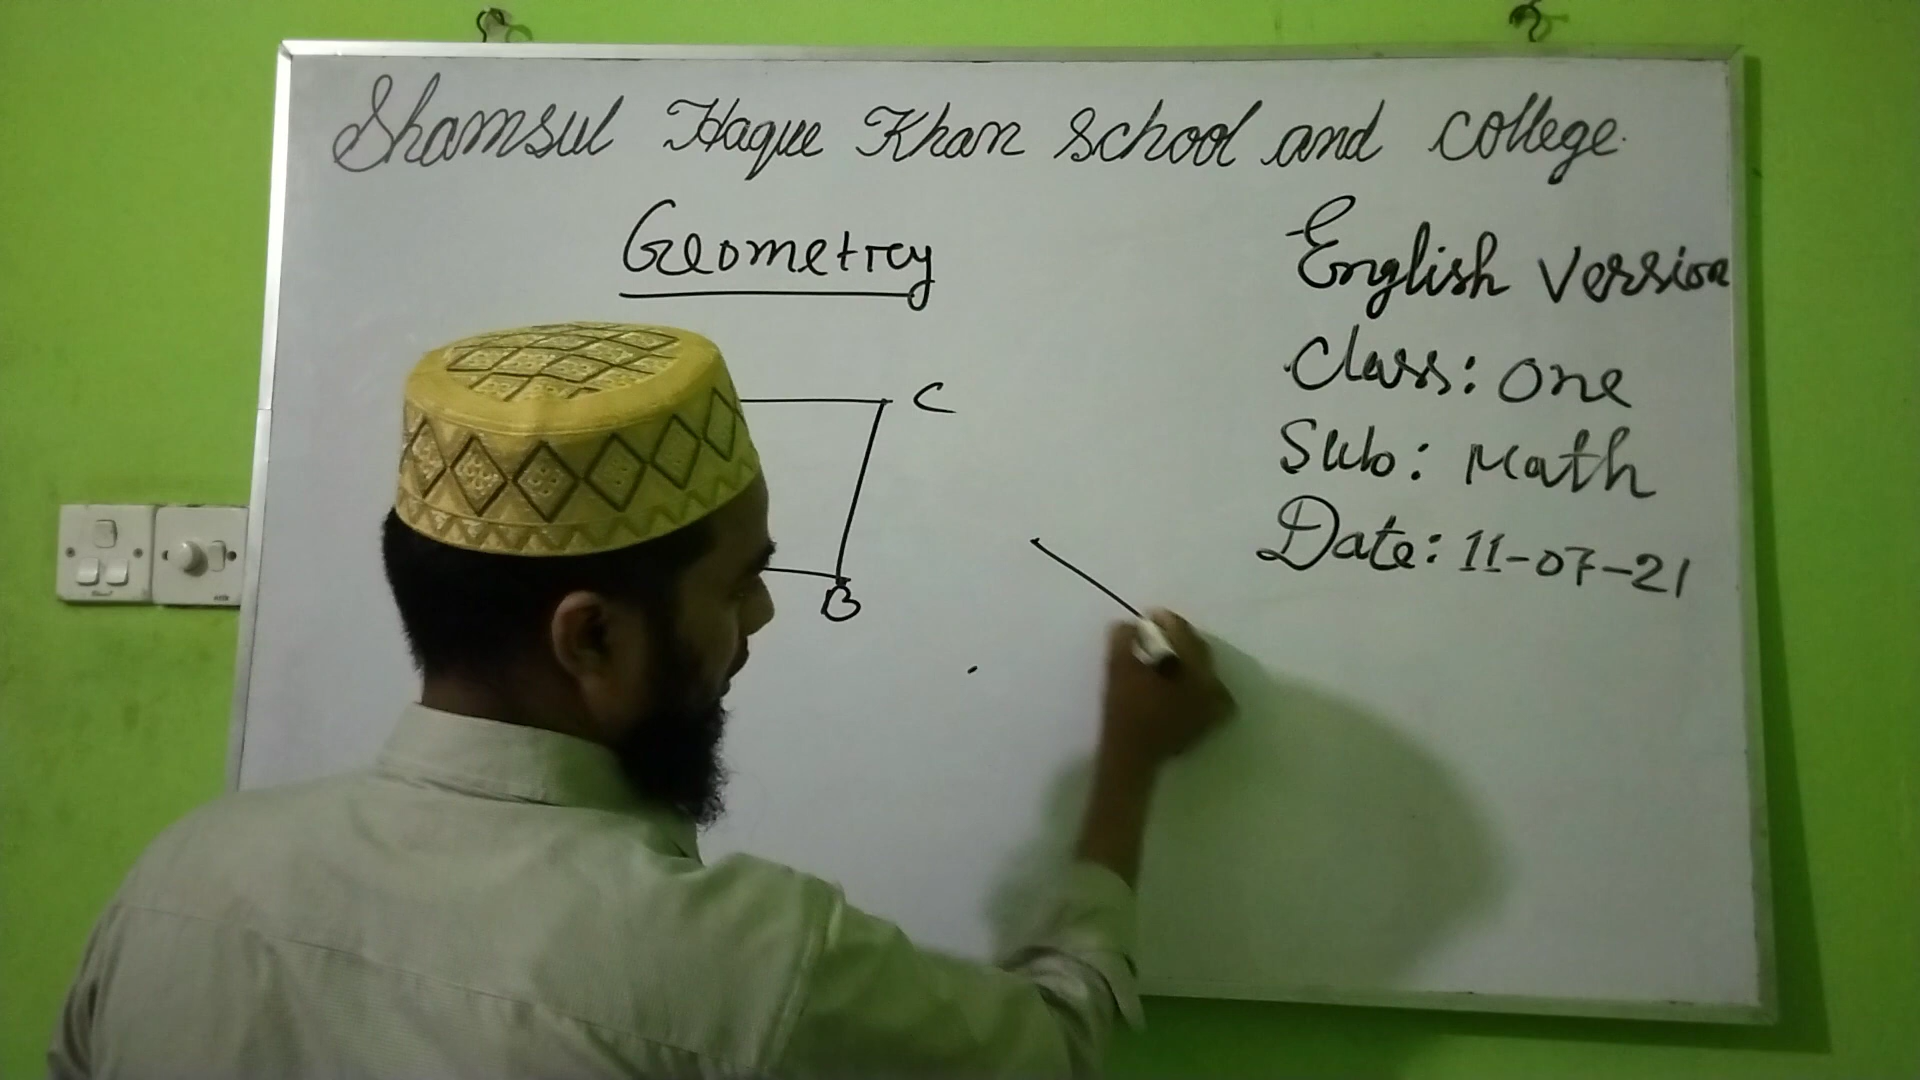 Shamsul Haque Khan School and college.
Geometry
English Version
Class: One
Sub: Math
Date: 11-07-21
C
B